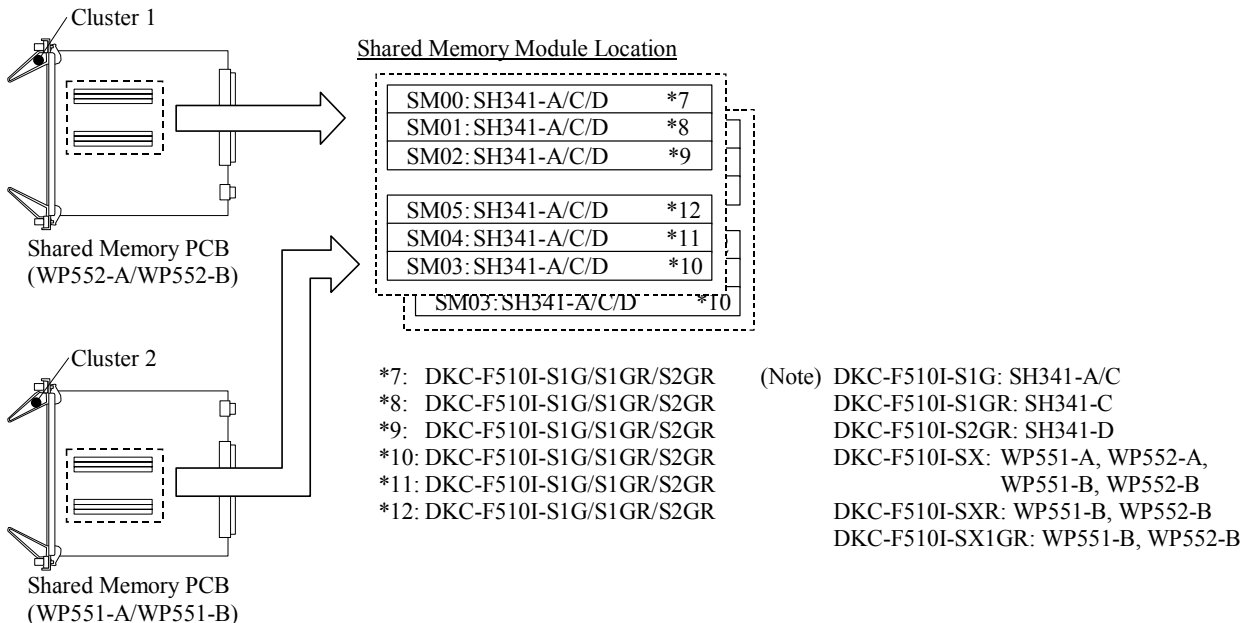 Cluster 1
Shared Memory Module Location
SM00: SH341-A/C/D *7
SM01: SH341-A/C/D *8
SM02: SH341-A/C/D *9
SM05: SH341-A/C/D *12
SM04: SH341-A/C/D *11
SM03: SH341-A/C/D *10
SM03: SH341-A/C/D *10
Shared Memory PCB
(WP552-A/WP552-B)
Cluster 2
Shared Memory PCB
(WP551-A/WP551-B)
*7: DKC-F510I-S1G/S1GR/S2GR
*8: DKC-F510I-S1G/S1GR/S2GR
*9: DKC-F510I-S1G/S1GR/S2GR
*10: DKC-F510I-S1G/S1GR/S2GR
*11: DKC-F510I-S1G/S1GR/S2GR
*12: DKC-F510I-S1G/S1GR/S2GR
(Note) DKC-F510I-S1G: SH341-A/C
DKC-F510I-S1GR: SH341-C
DKC-F510I-S2GR: SH341-D
DKC-F510I-SX: WP551-A, WP552-A,
WP551-B, WP552-B
DKC-F510I-SXR: WP551-B, WP552-B
DKC-F510I-SX1GR: WP551-B, WP552-B